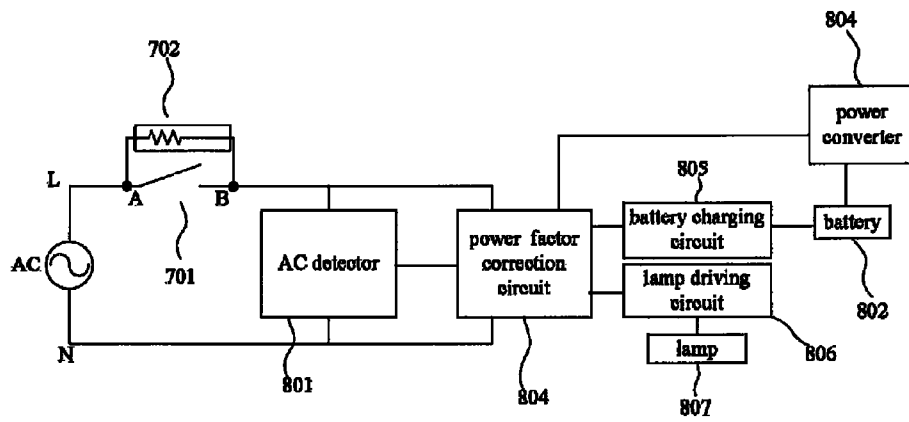 804
702
power
converter
L
A
B
805
battery charging
circuit
battery
power factor
correction
circuit
AC detector
AC
701
lamp driving
circuit
802
N
lamp
806
801
804
807